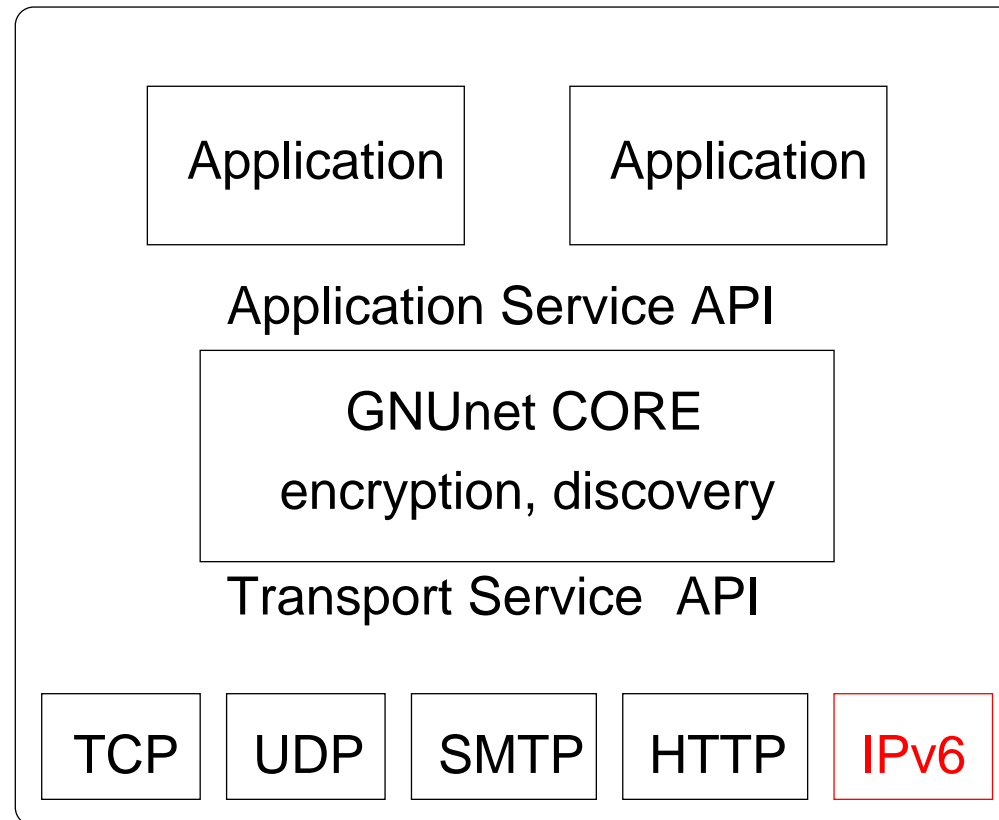 Application Application
Application Service API
GNUnet CORE
encryption, discovery
Transport Service API
TCP UDP SMTP HTTP IPv6